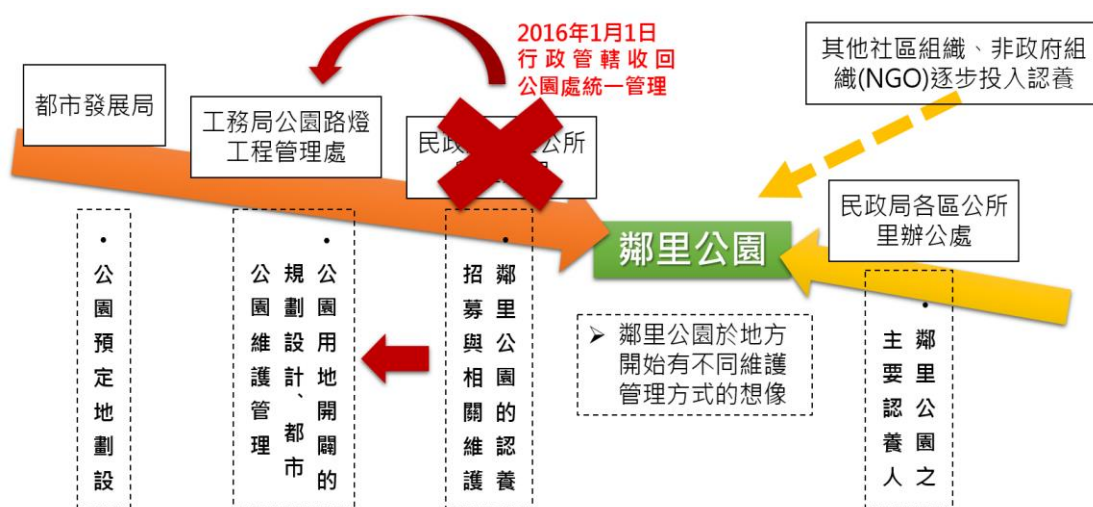 2016年1月1日
行政管轄收回
公園處統一管理
其他社區組織、非政府組
織(NGO)逐步投入認養
都市發展局
工務局公園路燈
工程管理處
民政 公所
鄰里公園
民政局各區公所
里辦公處
• 公園預定地劃設
• 公園用地開闢的
規劃設計、都市
公園維護管理
• 鄰里公園的認養
招募與相關維護
➢ 鄰里公園於地方
開始有不同維護
管理方式的想像
• 鄰里公園之
主要認養人